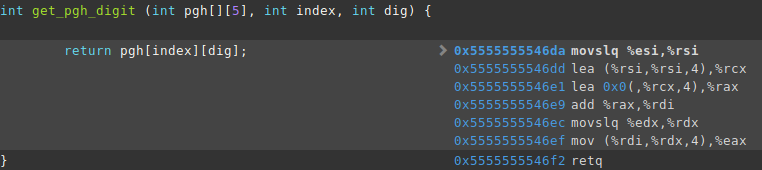 int get_pgh_digit (int pgh[][5], int index, int dig) {
return pgh[index][dig];
0x5555555546da movslq %esi,%rsi
0x5555555546dd lea (%rsi,%rsi,4),%rcx
0x5555555546e1 lea 0x0(,%rcx,4),%rax
0x5555555546e9 add %rax,%rdi
0x5555555546ec movslq %edx,%rdx
0x5555555546ef mov (%rdi,%rdx,4),%eax
}
0x5555555546f2 retq